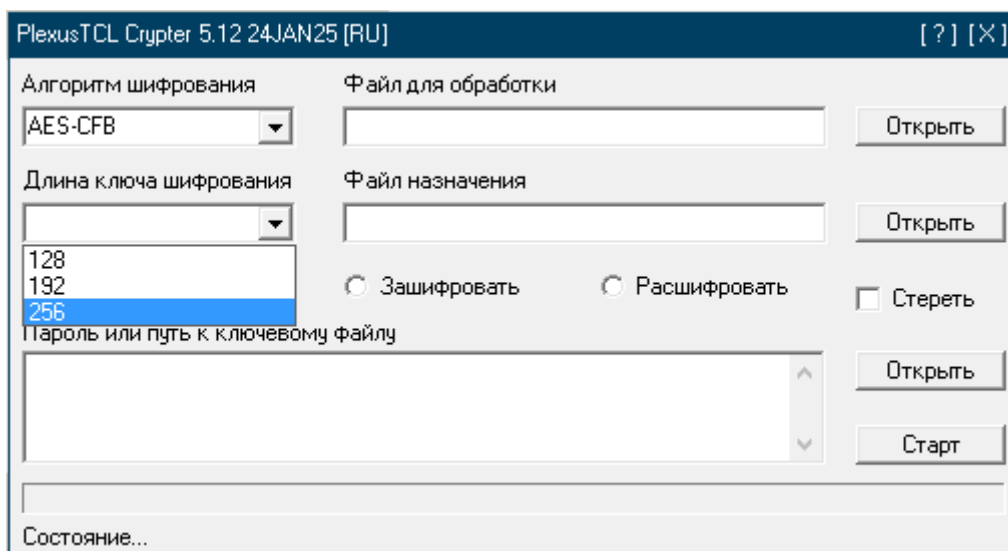 PlexusTCL Crypter 5.12 24JAN25 [RU] [ ? ] [X]
Алгоритм шифрования Файл для обработки
AES-CFB Открыть
Длина ключа шифрования Файл назначения
Открыть
128
192 Зашифровать Расшифровать
256 Стереть
Пароль или путь к ключевому файлу
Открыть
Старт
Состояние...